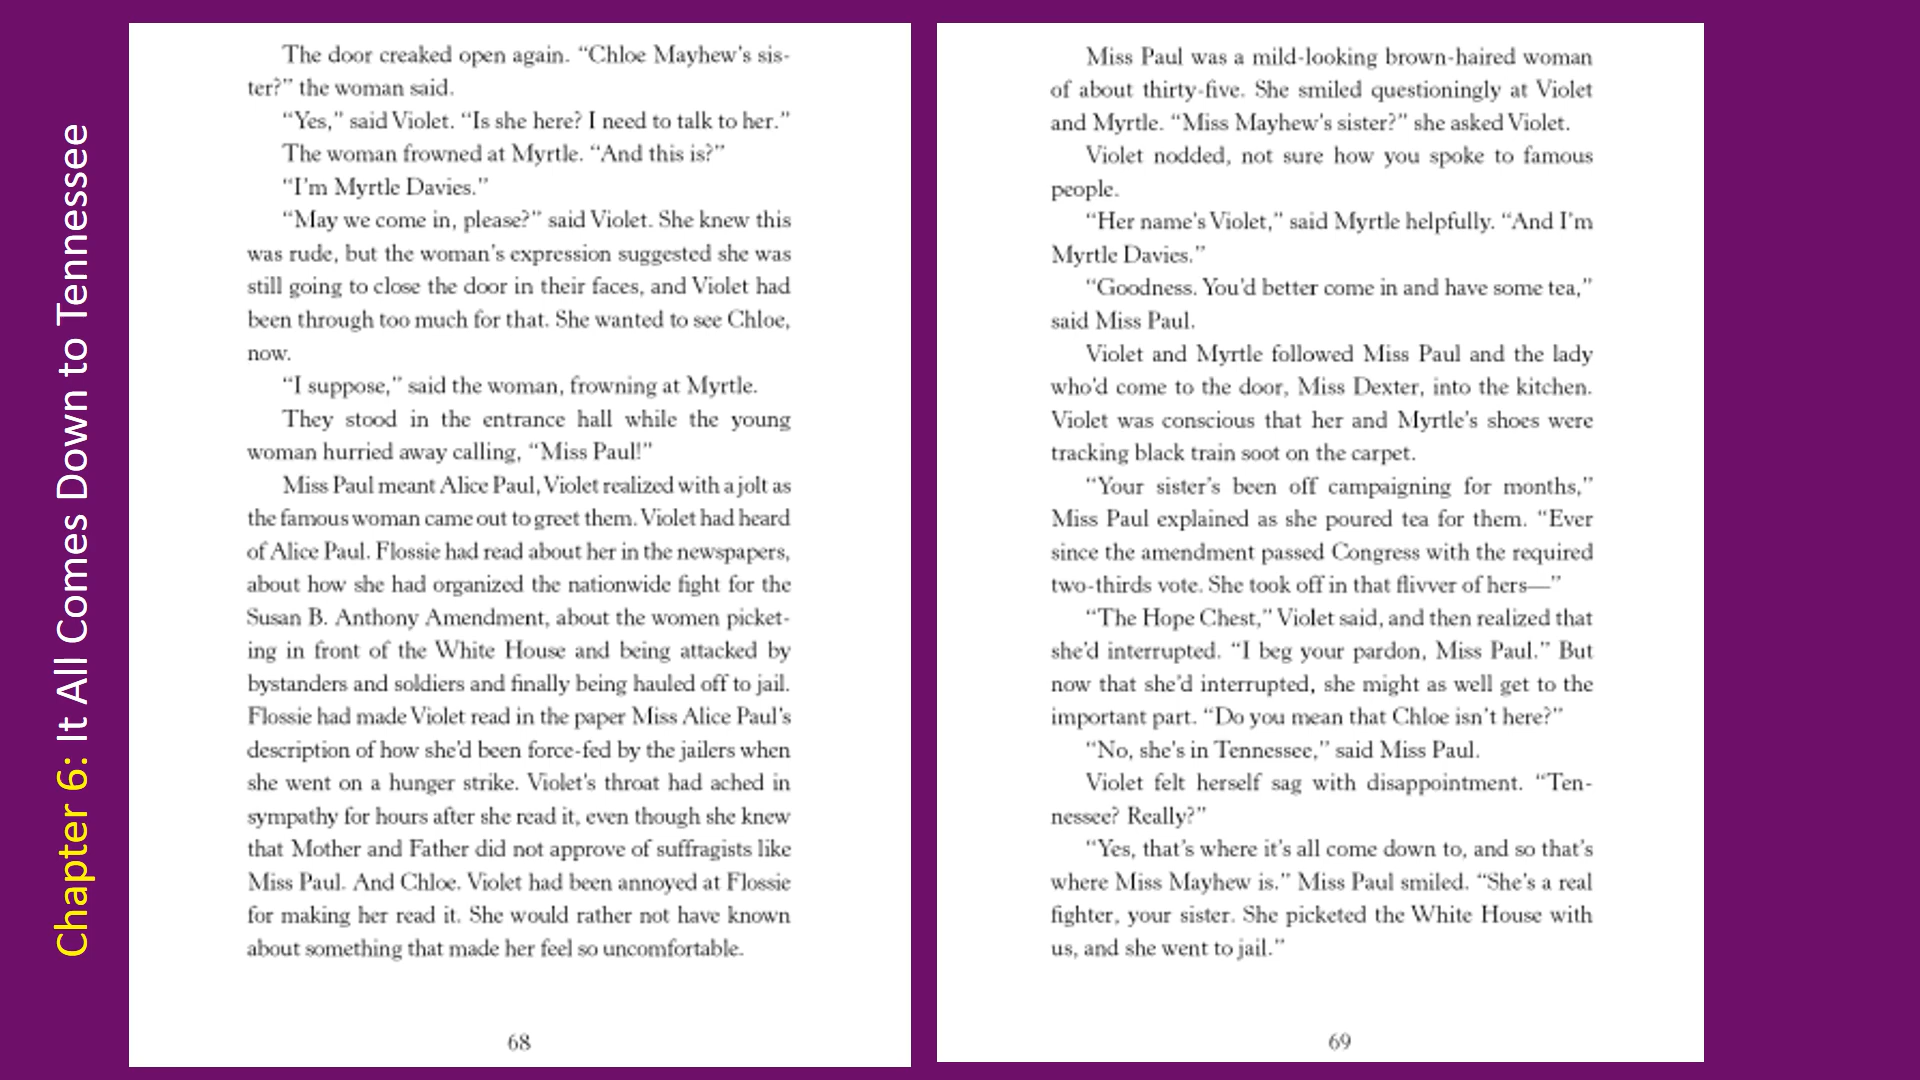 Chapter 6: It All Comes Down to Tennessee
The door creaked open again. “Chloe Mayhew’s sis-
ter?” the woman said.
“Yes,” said Violet. “Is she here? I need to talk to her.”
The woman frowned at Myrtle. “And this is?”
“I’m Myrtle Davies.”
“May we come in, please?” said Violet. She knew this
was rude, but the woman’s expression suggested she was
still going to close the door in their faces, and Violet had
been through too much for that. She wanted to see Chloe,
now.
“I suppose,” said the woman, frowning at Myrtle.
They stood in the entrance hall while the young
woman hurried away calling, “Miss Paul!”
Miss Paul meant Alice Paul, Violet realized with a jolt as
the famous woman came out to greet them. Violet had heard
of Alice Paul. Flossie had read about her in the newspapers,
about how she had organized the nationwide fight for the
Susan B. Anthony Amendment, about the women picket-
ing in front of the White House and being attacked by
bystanders and soldiers and finally being hauled off to jail.
Flossie had made Violet read in the paper Miss Alice Paul’s
description of how she’d been force-fed by the jailers when
she went on a hunger strike. Violet’s throat had ached in
sympathy for hours after she read it, even though she knew
that Mother and Father did not approve of suffragists like
Miss Paul. And Chloe. Violet had been annoyed at Flossie
for making her read it. She would rather not have known
about something that made her feel so uncomfortable.
68
Miss Paul was a mild-looking brown-haired woman
of about thirty-five. She smiled questioningly at Violet
and Myrtle. “Miss Mayhew’s sister?” she asked Violet.
Violet nodded, not sure how you spoke to famous
people.
“Her name’s Violet,” said Myrtle helpfully. “And I’m
Myrtle Davies.”
“Goodness. You’d better come in and have some tea,”
said Miss Paul.
Violet and Myrtle followed Miss Paul and the lady
who’d come to the door, Miss Dexter, into the kitchen.
Violet was conscious that her and Myrtle’s shoes were
tracking black train soot on the carpet.
“Your sister’s been off campaigning for months,”
Miss Paul explained as she poured tea for them. “Ever
since the amendment passed Congress with the required
two-thirds vote. She took off in that flivver of hers—”
“The Hope Chest,” Violet said, and then realized that
she’d interrupted. “I beg your pardon, Miss Paul.” But
now that she’d interrupted, she might as well get to the
important part. “Do you mean that Chloe isn’t here?”
“No, she’s in Tennessee,” said Miss Paul.
Violet felt herself sag with disappointment. “Ten-
nessee? Really?”
“Yes, that’s where it’s all come down to, and so that’s
where Miss Mayhew is.” Miss Paul smiled. “She’s a real
fighter, your sister. She picketed the White House with
us, and she went to jail.”
69